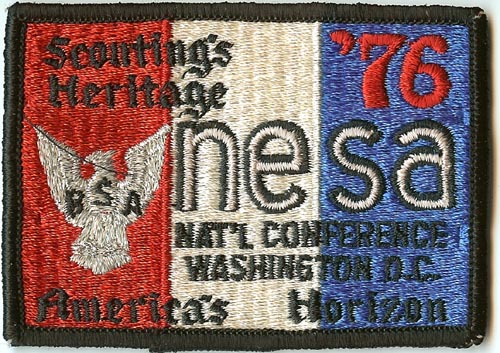 Scouting's '76
Heritage
nesa
BSA
NAT'L CONFERENCE
WASHINGTON D.C.
America's Horizon